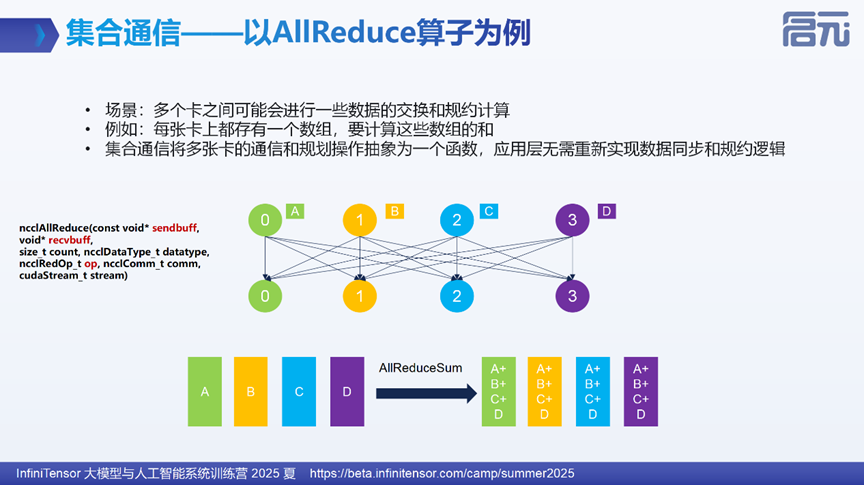 集合通信——以AllReduce算子为例
启元
• 场景：多个卡之间可能会进行一些数据的交换和规约计算
• 例如：每张卡上都存有一个数组，要计算这些数组的和
• 集合通信将多张卡的通信和规划操作抽象为一个函数，应用层无需重新实现数据同步和规约逻辑
ncclAllReduce(const void* sendbuff,
void* recvbuff,
size_t count, ncclDataType_t datatype,
ncclRedOp_t op, ncclComm_t comm,
cudaStream_t stream)
0 A 1 B 2 C 3 D
0 1 2 3
A B C D
AllReduceSum
A+ A+ A+ A+
B+ B+ B+ B+
C+ C+ C+ C+
D D D D
InfiniTensor 大模型与人工智能系统训练营 2025 夏 https://beta.infinitensor.com/camp/summer2025